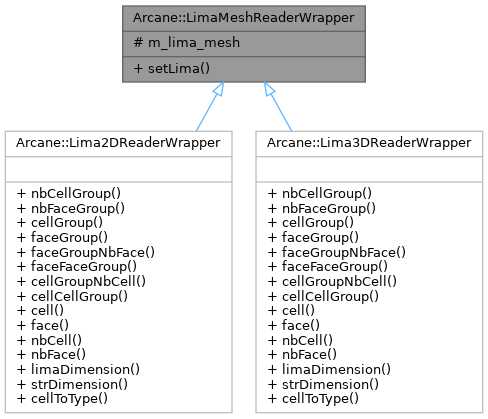 Arcane::LimaMeshReaderWrapper
# m_lima_mesh
+ setLima()
Arcane::Lima2DReaderWrapper
+ nbCellGroup()
+ nbFaceGroup()
+ cellGroup()
+ faceGroup()
+ faceGroupNbFace()
+ faceFaceGroup()
+ cellGroupNbCell()
+ cellCellGroup()
+ cell()
+ face()
+ nbCell()
+ nbFace()
+ limaDimension()
+ strDimension()
+ cellToType()
Arcane::Lima3DReaderWrapper
+ nbCellGroup()
+ nbFaceGroup()
+ cellGroup()
+ faceGroup()
+ faceGroupNbFace()
+ faceFaceGroup()
+ cellGroupNbCell()
+ cellCellGroup()
+ cell()
+ face()
+ nbCell()
+ nbFace()
+ limaDimension()
+ strDimension()
+ cellToType()